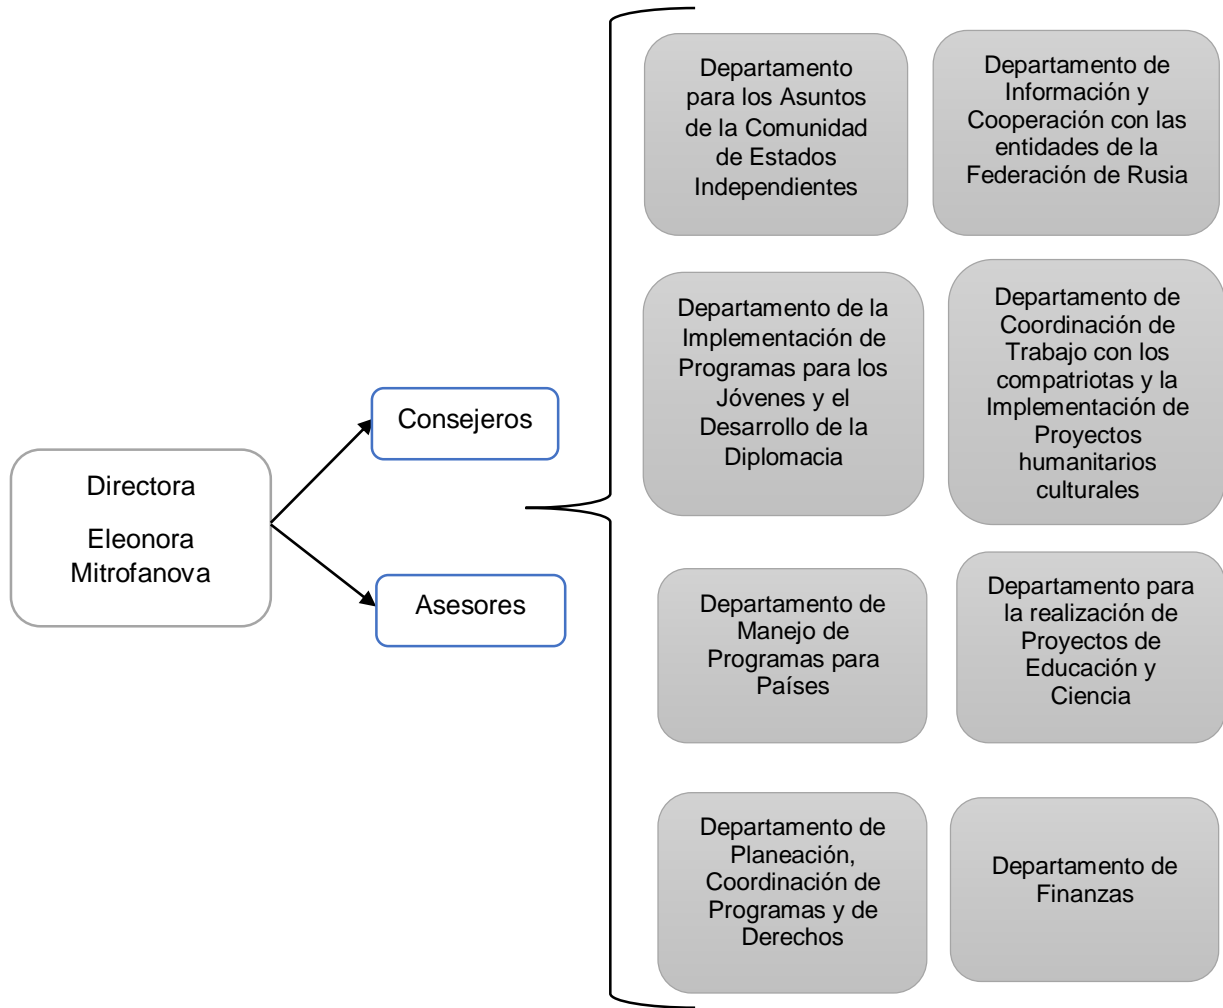 Directora
Eleonora
Mitrofanova
Consejeros
Asesores
Departamento
para los Asuntos
de la Comunidad
de Estados
Independientes
Departamento de
Información y
Cooperación con las
entidades de la
Federación de Rusia
Departamento de la
Implementación de
Programas para los
Jóvenes y el
Desarrollo de la
Diplomacia
Departamento de
Coordinación de
Trabajo con los
compatriotas y la
Implementación de
Proyectos
humanitarios
culturales
Departamento de
Manejo de
Programas para
Países
Departamento para
la realización de
Proyectos de
Educación y
Ciencia
Departamento de
Planeación,
Coordinación de
Programas y de
Derechos
Departamento de
Finanzas